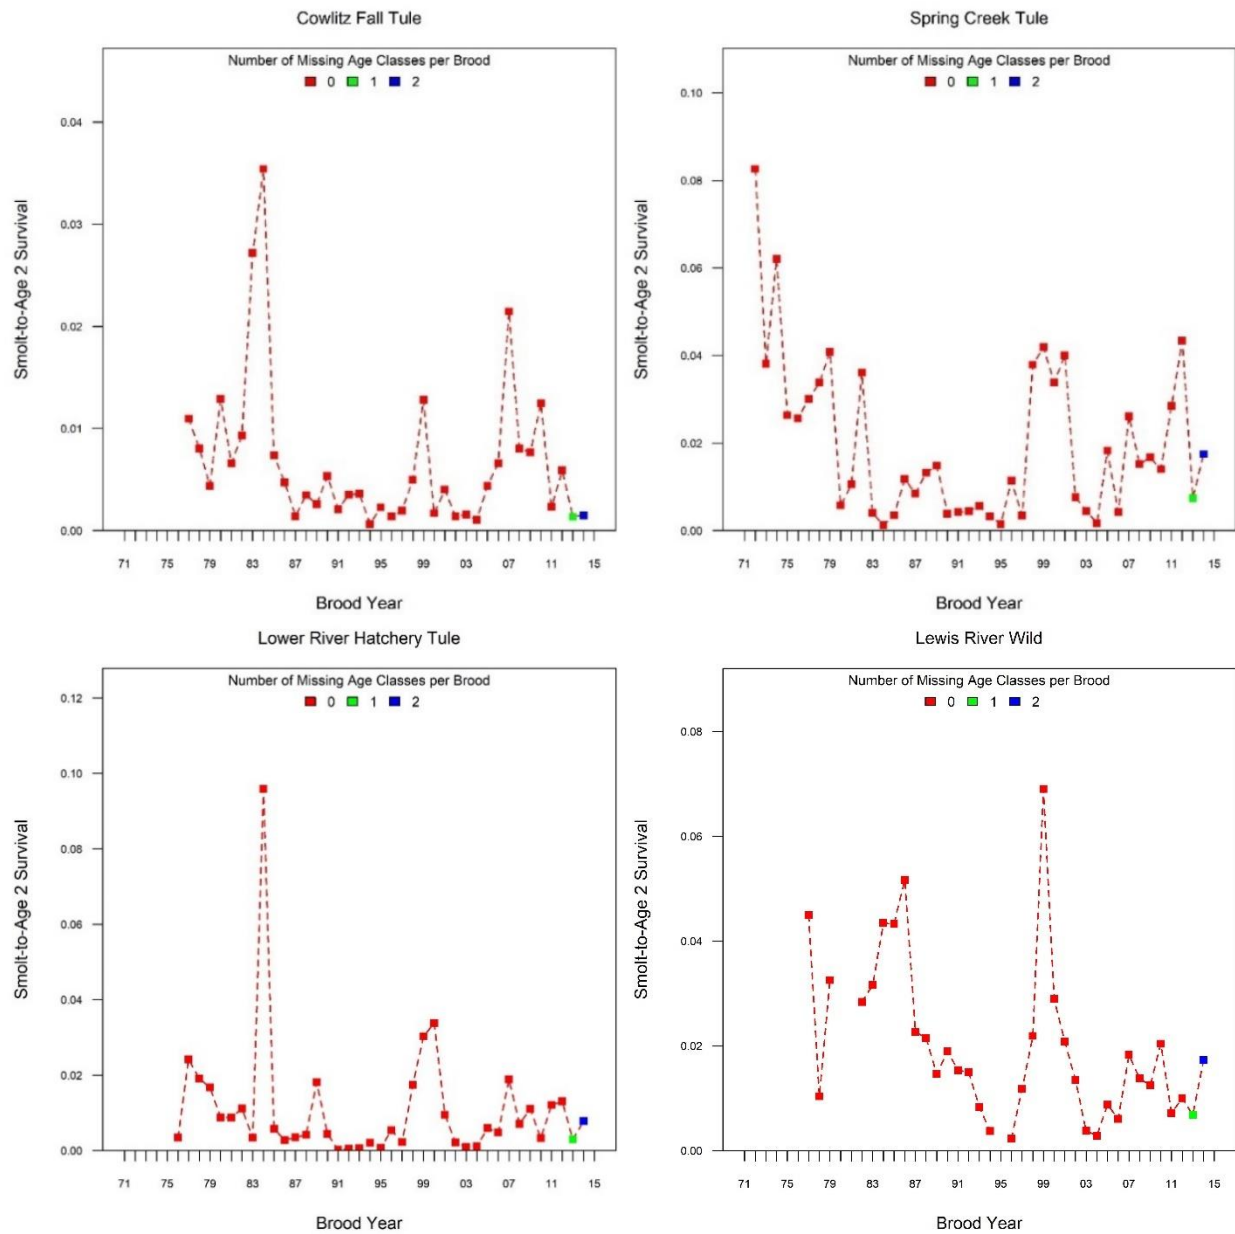 Cowlitz Fall Tule
Number of Missing Age Classes per Brood
0 1 2
Smolt-to-Age 2 Survival
0.04
0.03
0.02
0.01
0.00
71 75 79 83 87 91 95 99 03 07 11 15
Brood Year
Spring Creek Tule
Number of Missing Age Classes per Brood
0 1 2
Smolt-to-Age 2 Survival
0.10
0.08
0.06
0.04
0.02
0.00
71 75 79 83 87 91 95 99 03 07 11 15
Brood Year
Lower River Hatchery Tule
Number of Missing Age Classes per Brood
0 1 2
Smolt-to-Age 2 Survival
0.12
0.10
0.08
0.06
0.04
0.02
0.00
71 75 79 83 87 91 95 99 03 07 11 15
Brood Year
Lewis River Wild
Number of Missing Age Classes per Brood
0 1 2
Smolt-to-Age 2 Survival
0.08
0.06
0.04
0.02
0.00
71 75 79 83 87 91 95 99 03 07 11 15
Brood Year